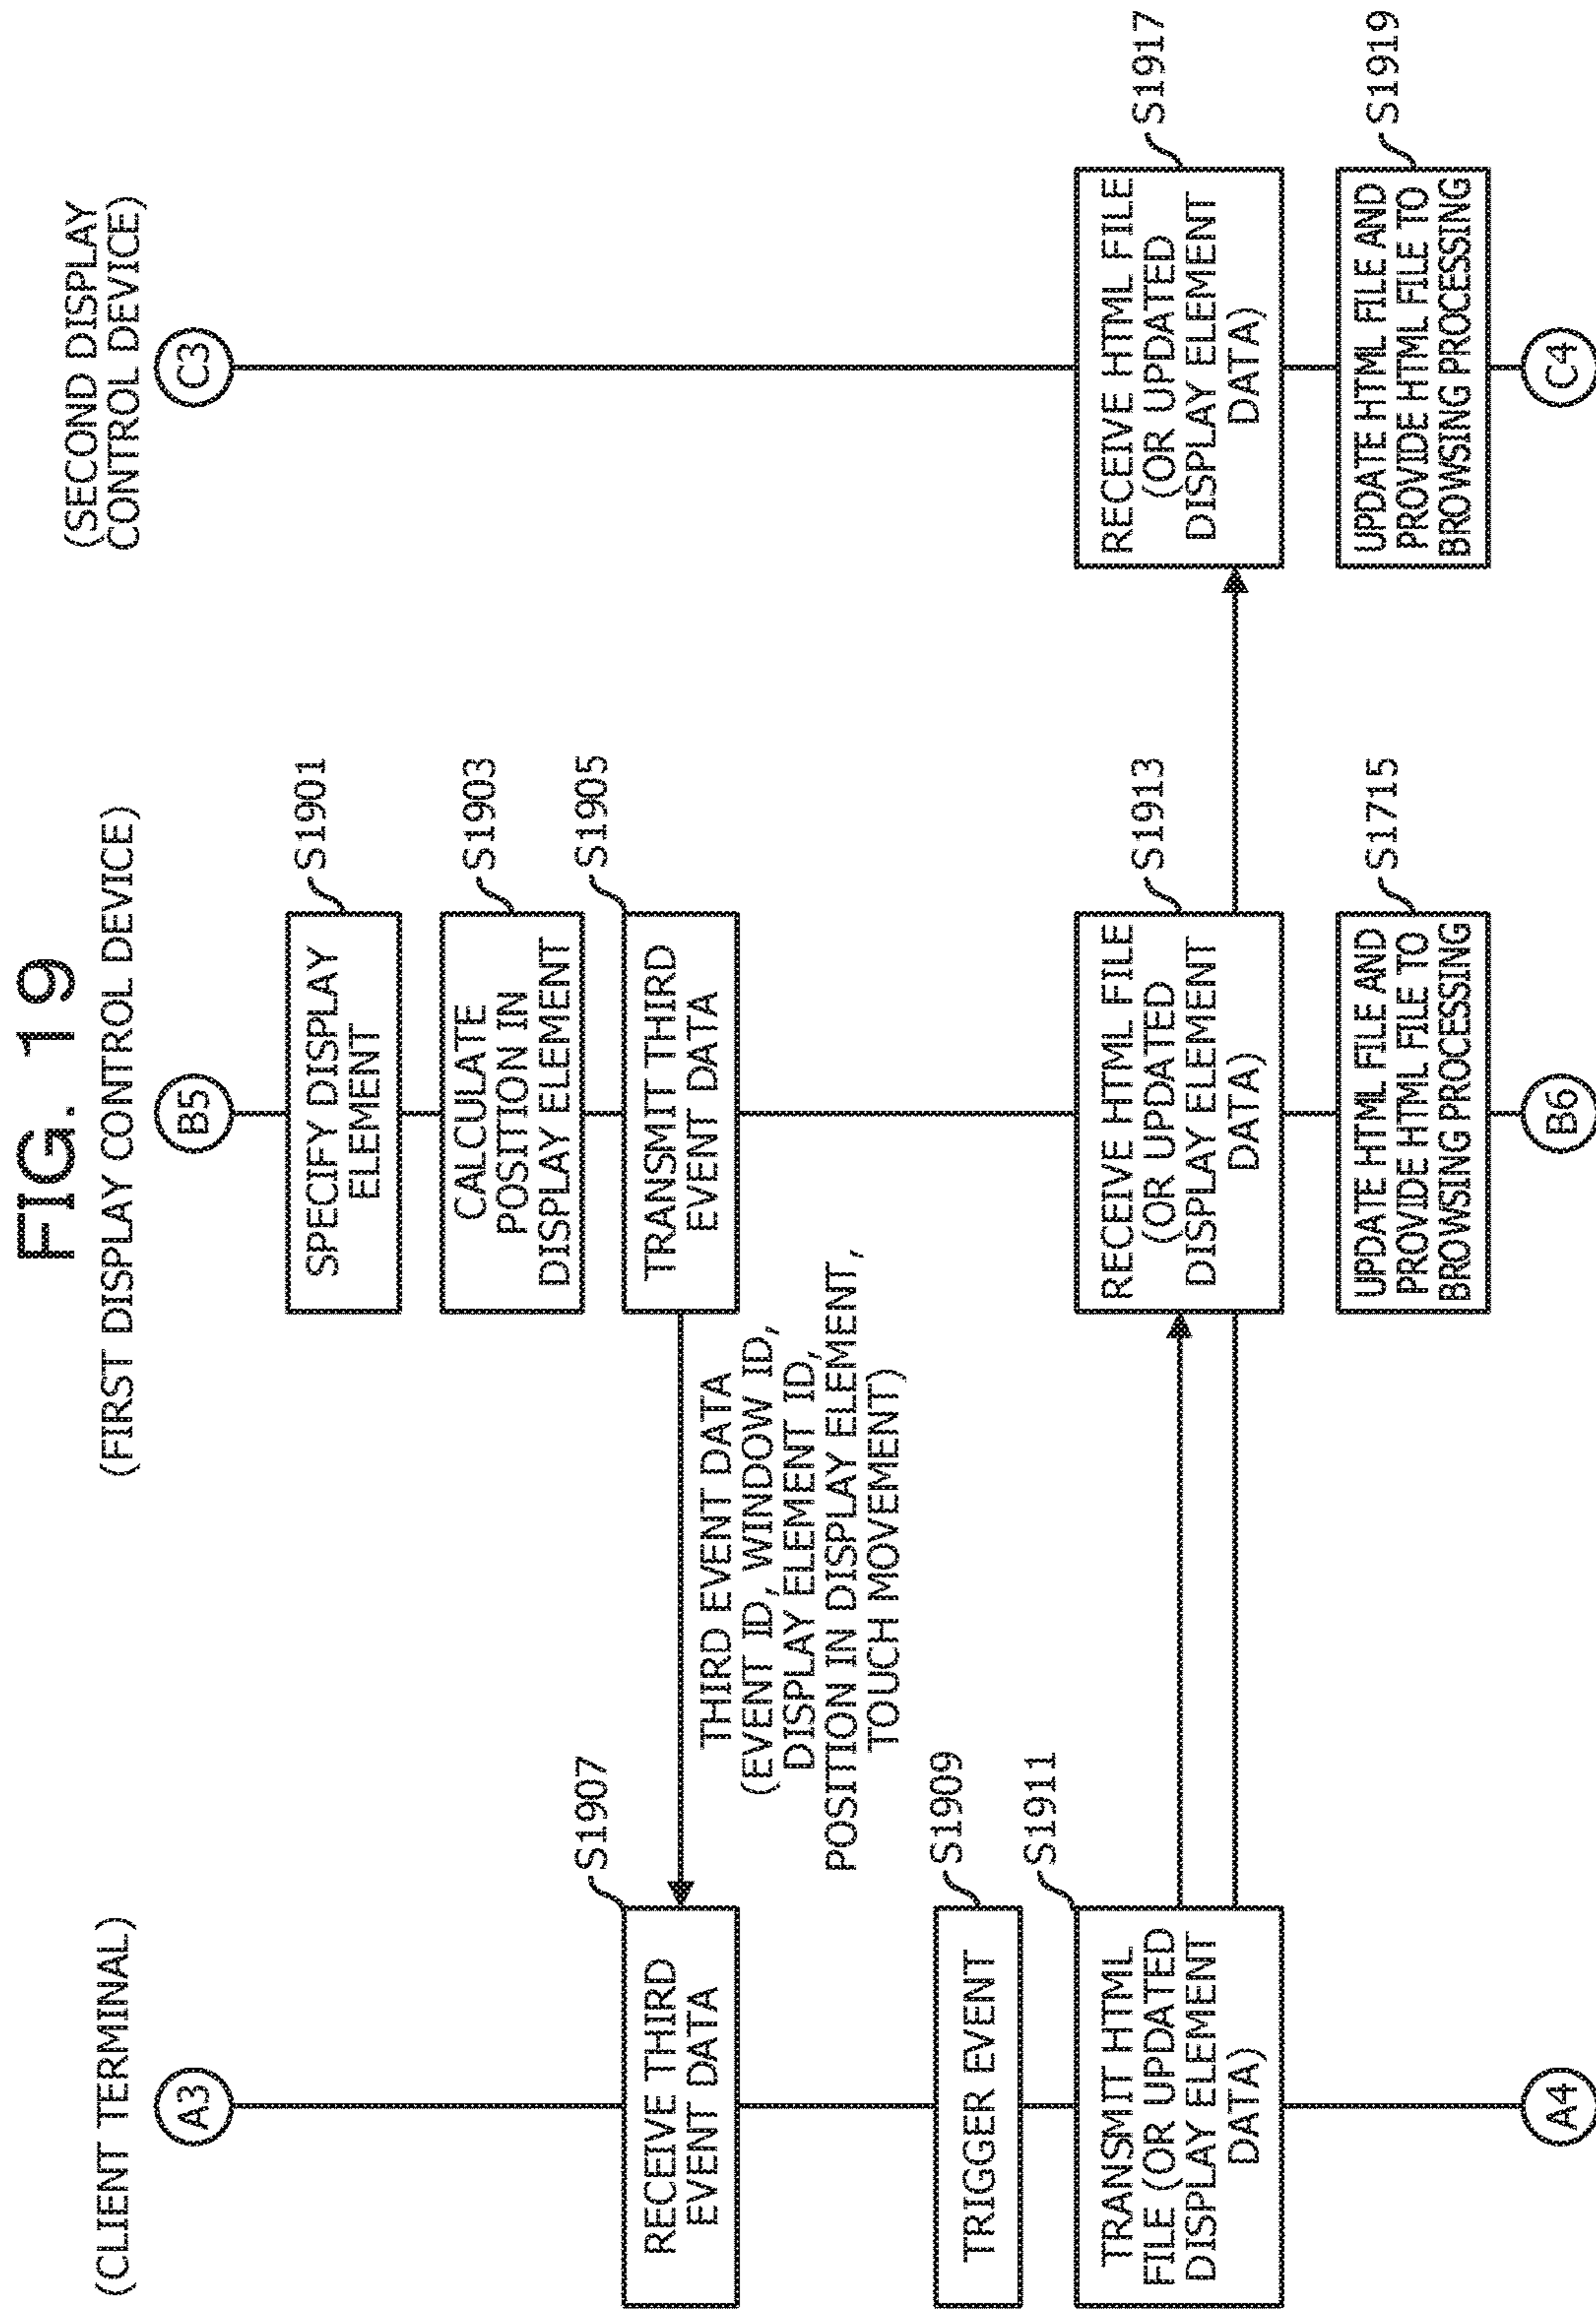 FIG. 19
(CLIENT TERMINAL)
(FIRST DISPLAY CONTROL DEVICE)
(SECOND DISPLAY
CONTROL DEVICE)
A3
B5
C3
S1901
SPECIFY DISPLAY
ELEMENT
S1903
CALCULATE
POSITION IN
DISPLAY ELEMENT
S1905
TRANSMIT THIRD
EVENT DATA
S1907
RECEIVE THIRD
EVENT DATA
THIRD EVENT DATA
(EVENT ID, WINDOW ID,
DISPLAY ELEMENT ID,
POSITION IN DISPLAY ELEMENT,
TOUCH MOVEMENT)
S1909
TRIGGER EVENT
S1911
TRANSMIT HTML
FILE (OR UPDATED
DISPLAY ELEMENT
DATA)
S1913
RECEIVE HTML FILE
(OR UPDATED
DISPLAY ELEMENT
DATA)
S1917
RECEIVE HTML FILE
(OR UPDATED
DISPLAY ELEMENT
DATA)
S1715
UPDATE HTML FILE AND
PROVIDE HTML FILE TO
BROWSING PROCESSING
S1919
UPDATE HTML FILE AND
PROVIDE HTML FILE TO
BROWSING PROCESSING
A4
B6
C4